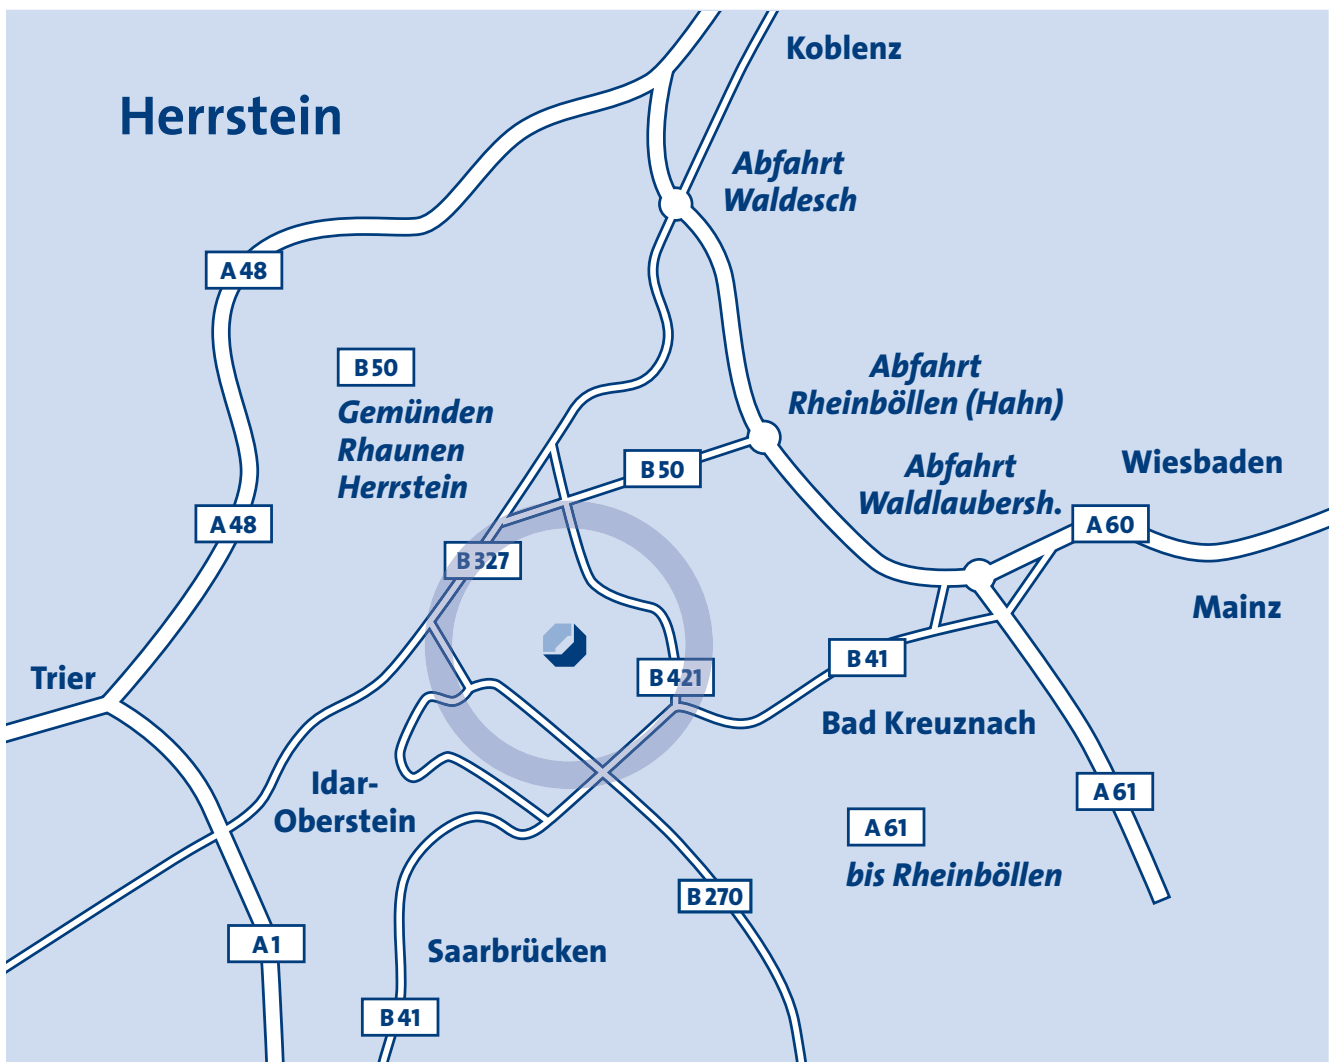 Koblenz
Herrstein
Abfahrt
Waldesch
A 48
B 50
Gemünden
Rhaunen
Herrstein
Abfahrt
Rheinböllen (Hahn)
B 50
Abfahrt
Waldlaubersh.
Wiesbaden
A 48
A 60
B 327
Mainz
B 41
Trier
B 421
Bad Kreuznach
Idar-
Oberstein
A 61
A 61
bis Rheinböllen
B 270
A 1
Saarbrücken
B 41